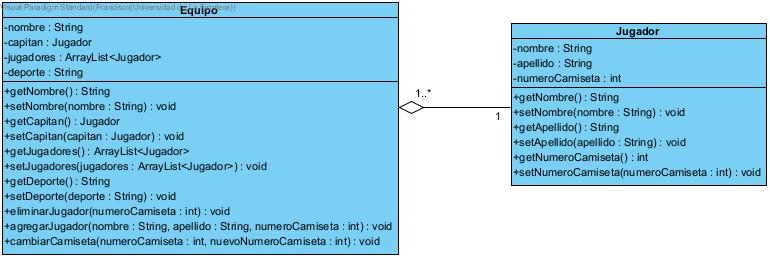 Visual Paradigm Standard(Francisco(Universidad de La Frontera))
Equipo
-nombre : String
-capitan : Jugador
-jugadores : ArrayList<Jugador>
-deporte : String
+getNombre() : String
+setNombre(nombre : String) : void
+getCapitan() : Jugador
+setCapitan(capitan : Jugador) : void
+getJugadores() : ArrayList<Jugador>
+setJugadores(jugadores : ArrayList<Jugador>) : void
+getDeporte() : String
+setDeporte(deporte : String) : void
+eliminarJugador(numeroCamiseta : int) : void
+agregarJugador(nombre : String, apellido : String, numeroCamiseta : int) : void
+cambiarCamiseta(numeroCamiseta : int, nuevoNumeroCamiseta : int) : void
1..*
1
Jugador
-nombre : String
-apellido : String
-numeroCamiseta : int
+getNombre() : String
+setNombre(nombre : String) : void
+getApellido() : String
+setApellido(apellido : String) : void
+getNumeroCamiseta() : int
+setNumeroCamiseta(numeroCamiseta : int) : void